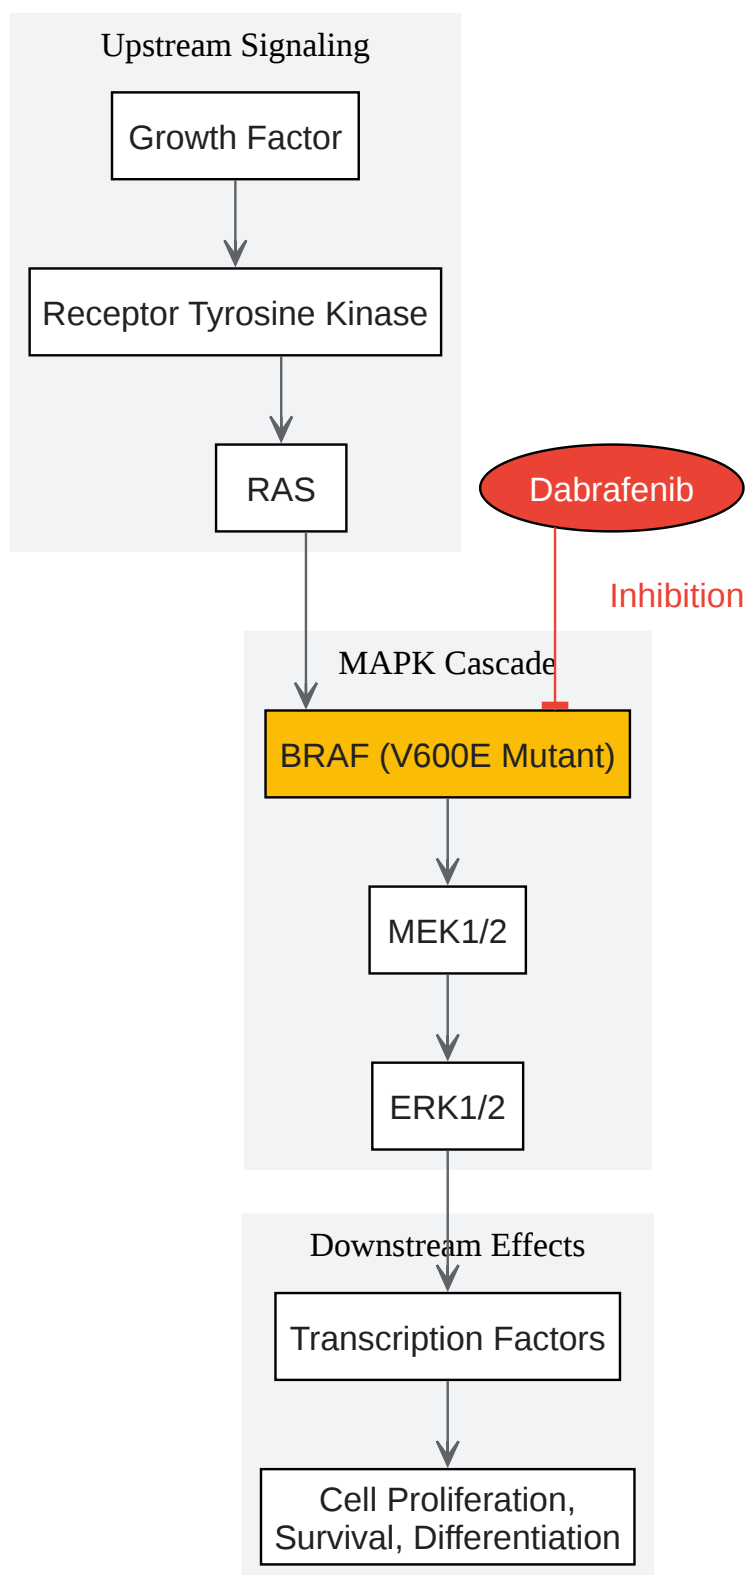 Upstream Signaling
Growth Factor
Receptor Tyrosine Kinase
RAS
Dabrafenib
Inhibition
MAPK Cascade
BRAF (V600E Mutant)
MEK1/2
ERK1/2
Downstream Effects
Transcription Factors
Cell Proliferation,
Survival, Differentiation